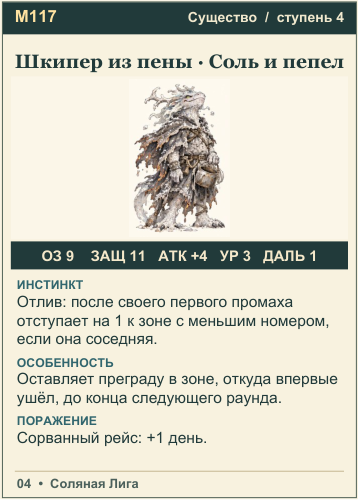 М117
Существо / ступень 4
Шкипер из пены · Соль и пепел
ОЗ 9 ЗАЩ 11 АТК +4 УР 3 ДАЛЬ 1
ИНСТИНКТ
Отлив: после своего первого промаха
отступает на 1 к зоне с меньшим номером,
если она соседняя.
ОСОБЕННОСТЬ
Оставляет преграду в зоне, откуда впервые
ушёл, до конца следующего раунда.
ПОРАЖЕНИЕ
Сорванный рейс: +1 день.
04 • Соляная Лига